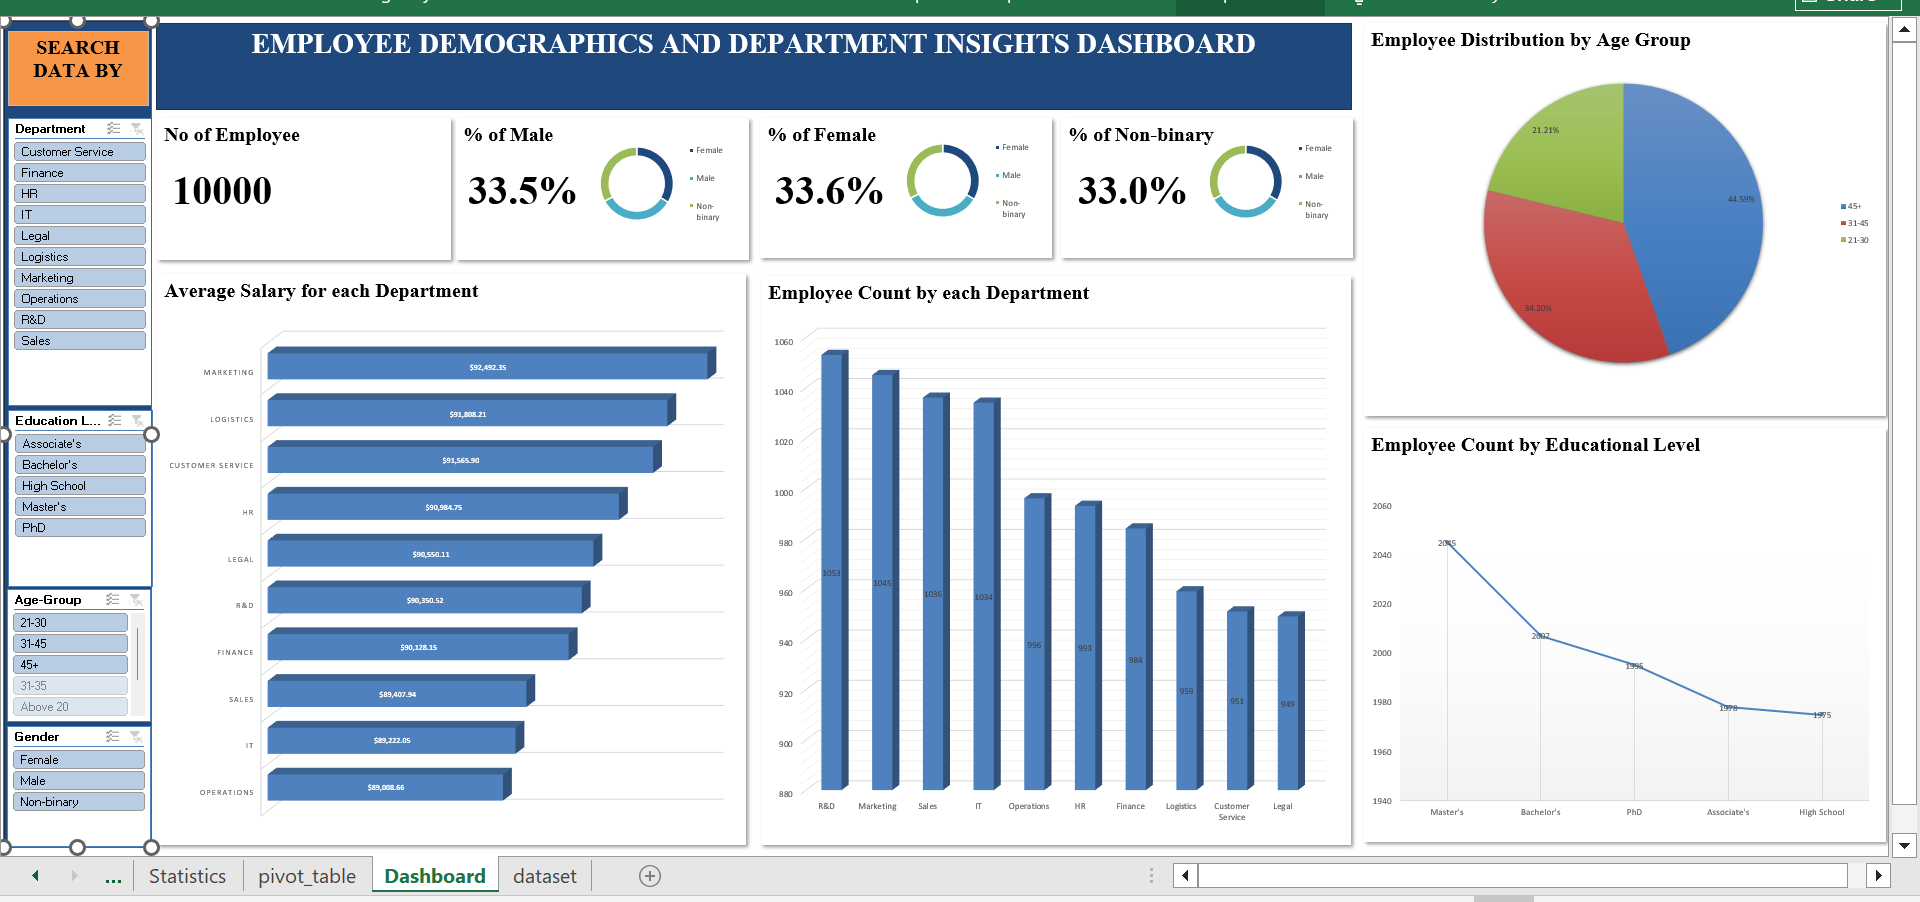 SEARCH
DATA BY
EMPLOYEE DEMOGRAPHICS AND DEPARTMENT INSIGHTS DASHBOARD
Department
Customer Service
Finance
HR
IT
Legal
Logistics
Marketing
Operations
R&D
Sales
Education L...
Associate's
Bachelor's
High School
Master's
PhD
Age-Group
21-30
31-45
45+
31-35
Above 20
Gender
Female
Male
Non-binary
No of Employee
10000
% of Male
33.5%
Female
Male
Non-
binary
% of Female
33.6%
Female
Male
Non-
binary
% of Non-binary
33.0%
Female
Male
Non-
binary
Average Salary for each Department
MARKETING
$92,492.35
LOGISTICS
$91,808.21
CUSTOMER SERVICE
$91,565.90
HR
$90,984.75
LEGAL
$90,550.11
R&D
$90,350.52
FINANCE
$90,128.15
SALES
$89,407.94
IT
$89,222.05
OPERATIONS
$89,008.66
Employee Count by each Department
1060
1040
1020
1000
980
960
940
920
900
880
1053
1045
1036
1034
996
993
984
959
951
949
R&D
Marketing
Sales
IT
Operations
HR
Finance
Logistics
Customer
Service
Legal
Employee Distribution by Age Group
21.21%
44.59%
34.20%
45+
31-45
21-30
Employee Count by Educational Level
2060
2040
2020
2000
1980
1960
1940
2045
2007
1995
1978
1975
Master's
Bachelor's
PhD
Associate's
High School
...
Statistics
pivot_table
Dashboard
dataset